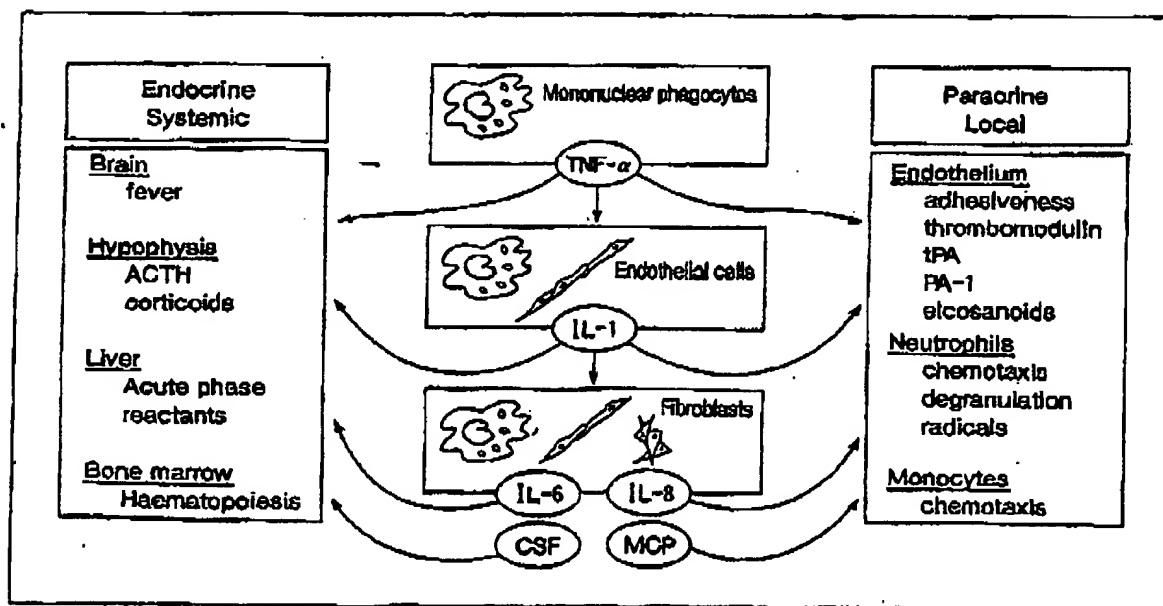 Endocrine
Systemic
Brain
fever
Hypophysis
ACTH
corticoids
Liver
Acute phase
reactants
Bone marrow
Haematopoiesis
Mononuclear phagocytos
TNF-α
Endothelial cells
IL-1
Fibroblasts
IL-6
IL-8
CSF
MCP
Paracrine
Local
Endothelium
adhesiveness
thrombomodulin
tPA
PA-1
eicosanoids
Neutrophils
chemotaxis
degranulation
radicals
Monocytes
chemotaxis